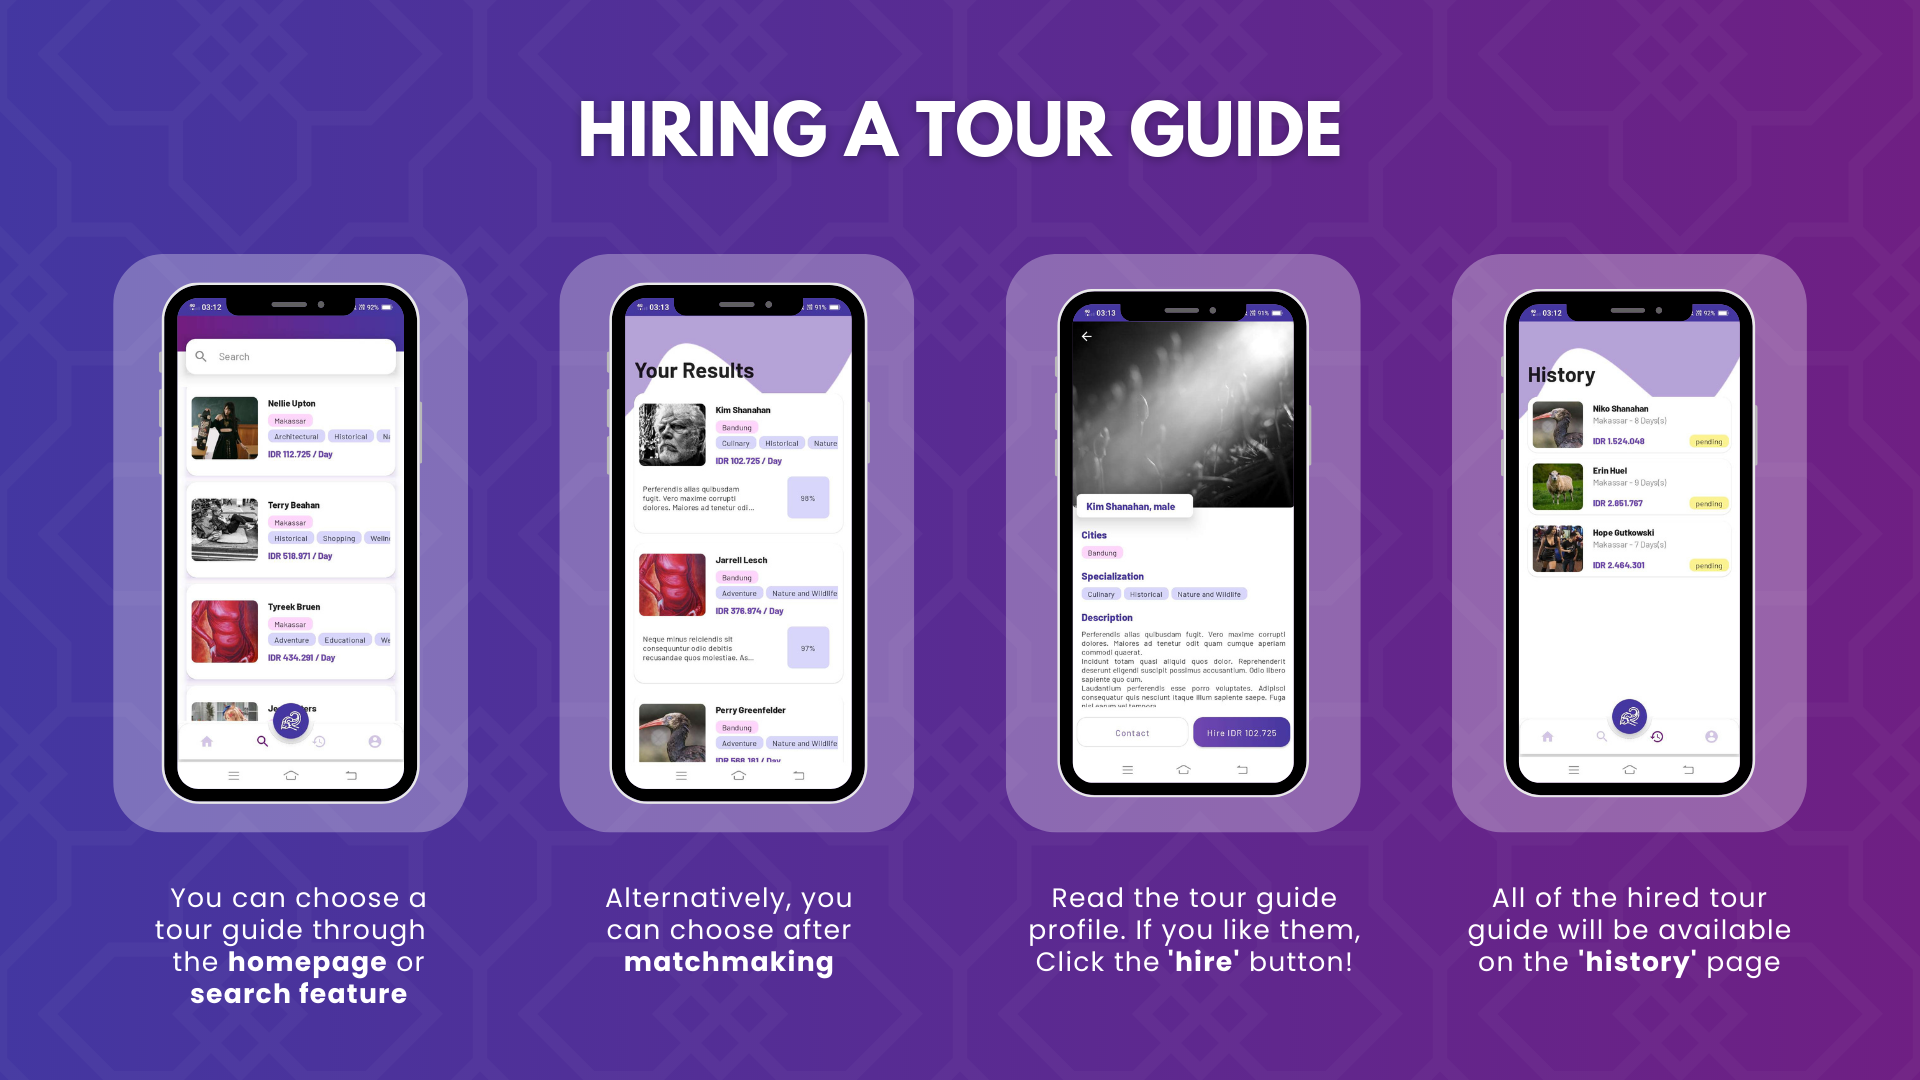 HIRING A TOUR GUIDE
03:12
92%
Search
Nellie Upton
Makassar
Architectural Historical Na
IDR 112.725 / Day
Terry Beahan
Makassar
Historical Shopping Welln
IDR 518.971 / Day
Tyreek Bruen
Makassar
Adventure Educational We
IDR 434.291 / Day
03:13
91%
Your Results
Kim Shanahan
Bandung
Culinary Historical Nature
IDR 102.725 / Day
Perferendis alias quibusdam
fugit. Vero maxime corrupti
dolores. Maiores ad tenetur odi...
98%
Jarrell Lesch
Bandung
Adventure Nature and Wildlife
IDR 376.974 / Day
Neque minus reiciendis sit
consequuntur odio debitis
recusandae quos molestiae. As...
97%
Perry Greenfelder
Bandung
Adventure Nature and Wildlife
IDR 568.181 / Day
03:13
91%
Kim Shanahan, male
Cities
Bandung
Specialization
Culinary Historical Nature and Wildlife
Description
Perferendis alias quibusdam fugit. Vero maxime corrupti
dolores. Maiores ad tenetur odit quam cumque aperiam
commodi quaerat.
Incidunt totam quasi aliquid quos dolor. Reprehenderit
deserunt eligendi suscipit possimus accusantium. Odio libero
sapiente quo cum.
Laudantium perferendis esse porro voluptates. Adipisci
consequatur quis nesciunt itaque illum sapiente saepe. Fuga
Contact
Hire IDR 102.725
03:12
92%
History
Niko Shanahan
Makassar - 8 Days(s)
IDR 1.524.048
pending
Erin Huel
Makassar - 9 Days(s)
IDR 2.851.767
pending
Hope Gutkowski
Makassar - 7 Days(s)
IDR 2.464.301
pending
You can choose a
tour guide through
the homepage or
search feature
Alternatively, you
can choose after
matchmaking
Read the tour guide
profile. If you like them,
Click the 'hire' button!
All of the hired tour
guide will be available
on the 'history' page